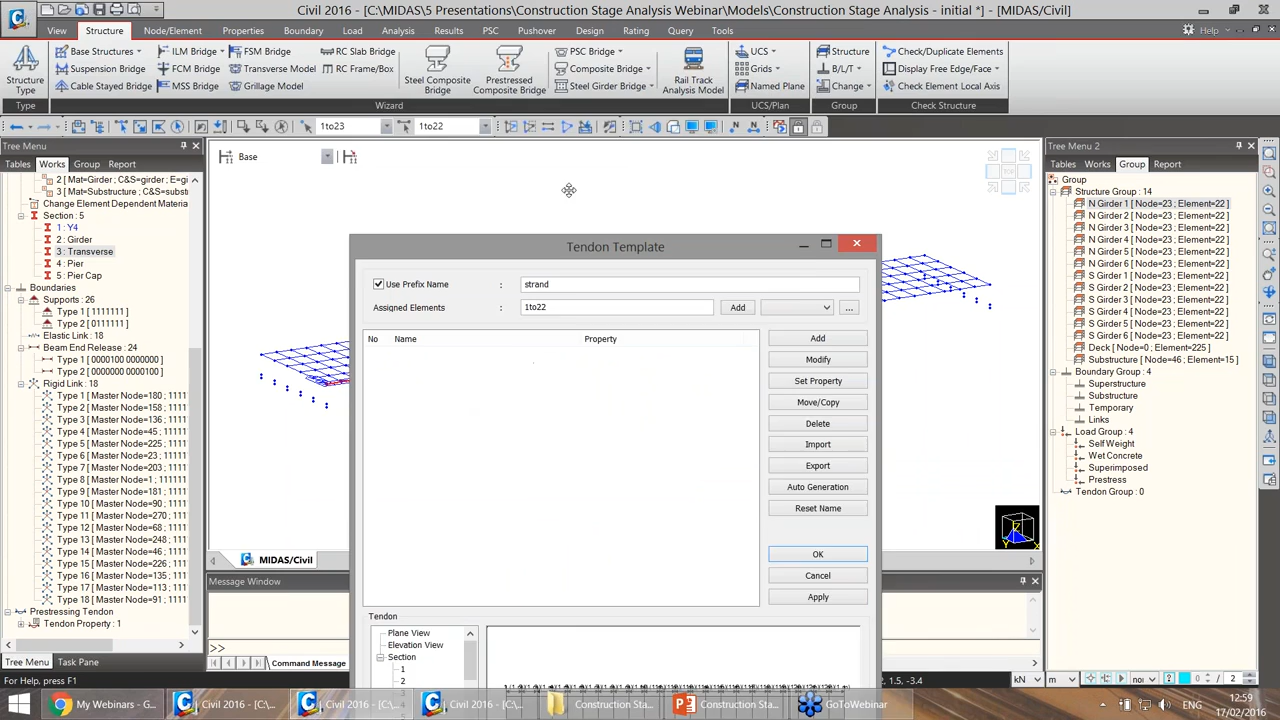 Civil 2016 - [C:\MIDAS\5 Presentations\Construction Stage Analysis Webinar\Models\Construction Stage Analysis - initial *] - [MIDAS/Civil]
View Structure Node/Element Properties Boundary Load Analysis Results PSC Pushover Design Rating Query Tools Help
Structure Type
Base Structures
Suspension Bridge
Cable Stayed Bridge
ILM Bridge
FCM Bridge
MSS Bridge
FSM Bridge
Transverse Model
Grillage Model
RC Slab Bridge
RC Frame/Box
Steel Composite Bridge
Prestressed Composite Bridge
PSC Bridge
Composite Bridge
Steel Girder Bridge
Rail Track Analysis Model
UCS
Grids
Named Plane
Structure
B/L/T
Change
Check/Duplicate Elements
Display Free Edge/Face
Check Element Local Axis
Type Wizard UCS/Plan Group Check Structure
1to23 1to22
Tree Menu
Tables Works Group Report
2 [ Mat=Girder ; C&S=girder ; E=g
3 [ Mat=Substructure ; C&S=subst
Change Element Dependent Materia
Section : 5
1 : Y4
2 : Girder
3 : Transverse
4 : Pier
5 : Pier Cap
Boundaries
Supports : 26
Type 1 [ 1111111 ]
Type 2 [ 0111111 ]
Elastic Link : 18
Beam End Release : 24
Type 1 [ 0000100 0000000 ]
Type 2 [ 0000000 0000100 ]
Rigid Link : 18
Type 1 [ Master Node=180 ; 1111
Type 2 [ Master Node=158 ; 1111
Type 3 [ Master Node=136 ; 1111
Type 4 [ Master Node=45 ; 11111
Type 5 [ Master Node=225 ; 1111
Type 6 [ Master Node=23 ; 11111
Type 7 [ Master Node=203 ; 1111
Type 8 [ Master Node=1 ; 11111
Type 9 [ Master Node=181 ; 1111
Type 10 [ Master Node=90 ; 1111
Type 11 [ Master Node=270 ; 111
Type 12 [ Master Node=68 ; 1111
Type 13 [ Master Node=248 ; 111
Type 14 [ Master Node=46 ; 1111
Type 15 [ Master Node=226 ; 111
Type 16 [ Master Node=135 ; 111
Type 17 [ Master Node=113 ; 111
Type 18 [ Master Node=91 ; 1111
Prestressing Tendon
Tendon Property : 1
Tree Menu Task Pane
Base
TOP
MIDAS/Civil
Message Window
>>
Command Message
Tendon Template
Use Prefix Name : strand
Assigned Elements : 1to22 Add ...
No Name Property
Add
Modify
Set Property
Move/Copy
Delete
Import
Export
Auto Generation
Reset Name
OK
Cancel
Apply
Tendon
Plane View
Elevation View
Section
1
2
3
Tree Menu 2
Tables Works Group Report
Group
Structure Group : 14
N Girder 1 [ Node=23 ; Element=22 ]
N Girder 2 [ Node=23 ; Element=22 ]
N Girder 3 [ Node=23 ; Element=22 ]
N Girder 4 [ Node=23 ; Element=22 ]
N Girder 5 [ Node=23 ; Element=22 ]
N Girder 6 [ Node=23 ; Element=22 ]
S Girder 1 [ Node=23 ; Element=22 ]
S Girder 2 [ Node=23 ; Element=22 ]
S Girder 3 [ Node=23 ; Element=22 ]
S Girder 4 [ Node=23 ; Element=22 ]
S Girder 5 [ Node=23 ; Element=22 ]
S Girder 6 [ Node=23 ; Element=22 ]
Deck [ Node=0 ; Element=225 ]
Substructure [ Node=46 ; Element=15 ]
Boundary Group : 4
Superstructure
Substructure
Temporary
Links
Load Group : 4
Self Weight
Wet Concrete
Superimposed
Prestress
Tendon Group : 0
For Help, press F1
2, 1.5, -3.4 kN m non 0 / 2
My Webinars - G...
Civil 2016 - [C:\...
Civil 2016 - [C:\...
Civil 2016 - [C:\...
Construction Sta...
Construction Sta...
GoToWebinar
ENG
12:59
17/02/2016